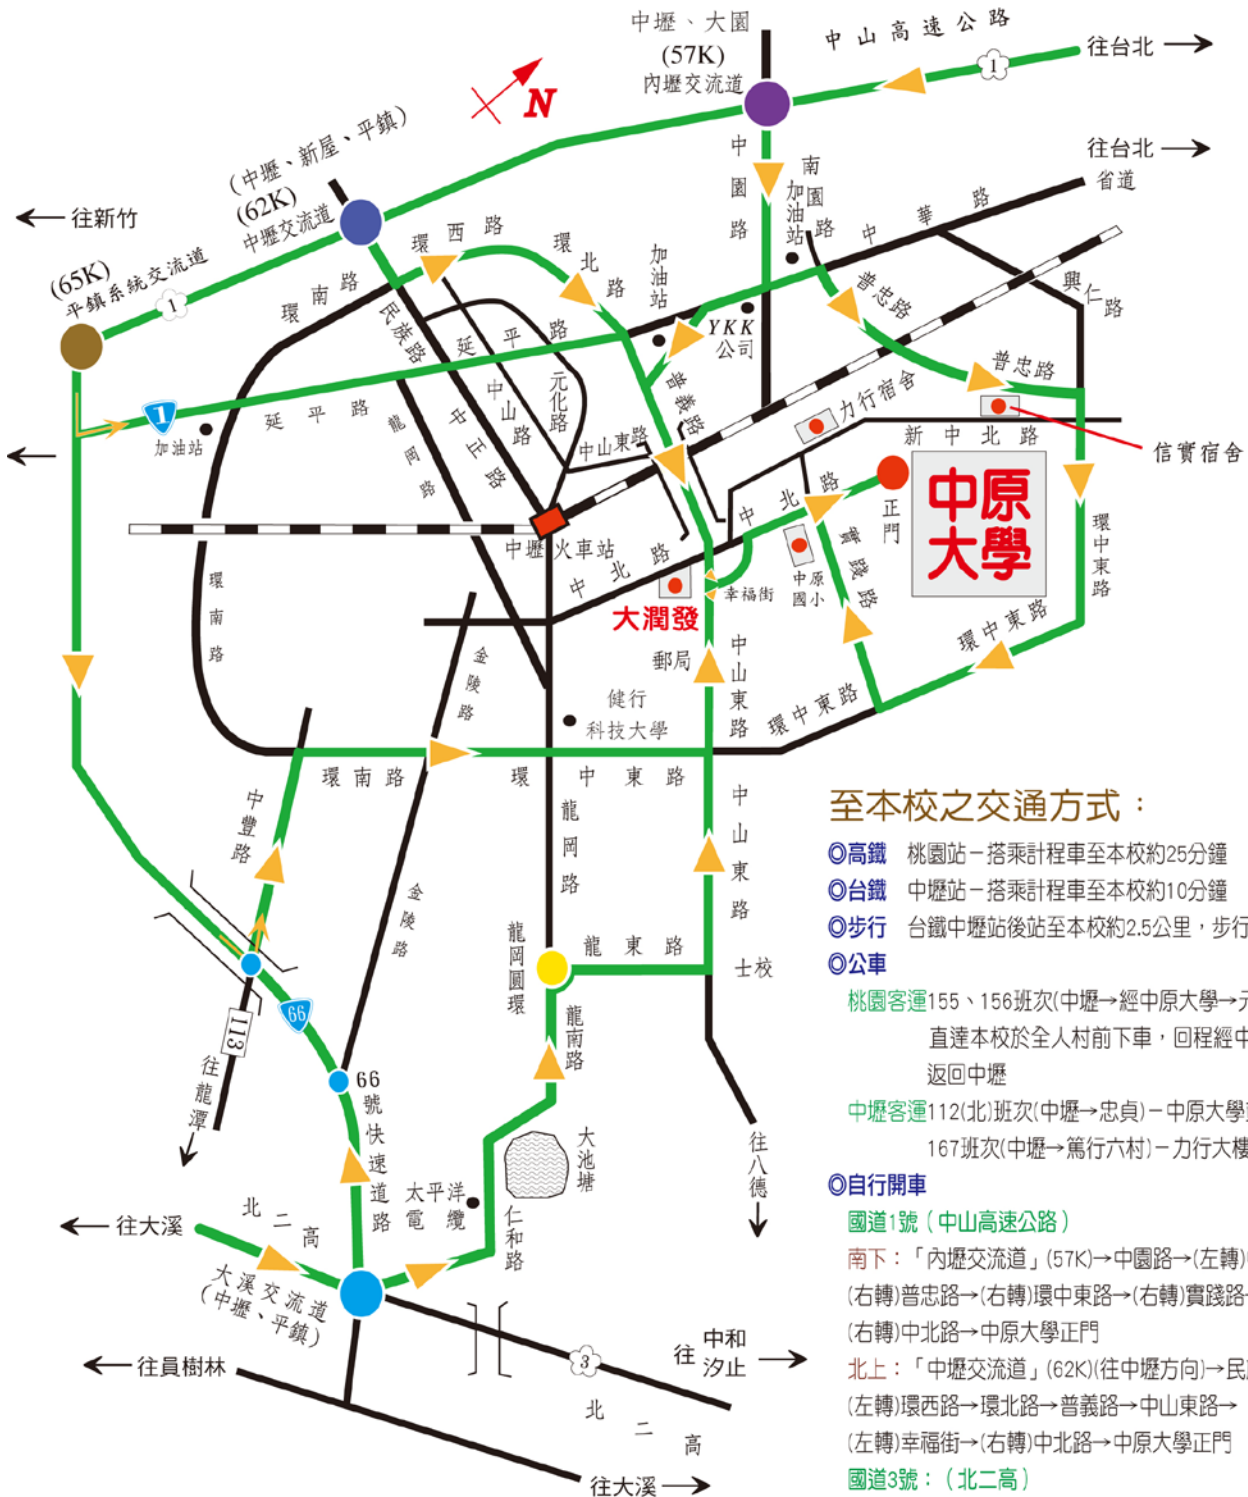 中壢、大園
(57K)
內壢交流道
中山高速公路
1
往台北
往台北
省道
N
(中壢、新屋、平鎮)
(62K)
中壢交流道
往新竹
(65K)
平鎮系統交流道
1
環西路
環北路
環南路
民族路
延平路
延平路
1
加油站
龍岡路
中正路
中山路
元化路
中山東路
加油站
YKK
公司
普義路
中園路
南園路
加油站
中華路
普忠路
普忠路
興仁路
力行宿舍
新中北路
信實宿舍
中原
大學
正門
中北路
實踐路
中原
國小
環中東路
環中東路
環中東路
中壢火車站
中北路
大潤發
幸福街
郵局
中山東路
環南路
金陵路
健行
科技大學
環南路
環中東路
中豐路
金陵路
龍岡路
中山東路
龍岡圓環
龍東路
士校
龍南路
66
113
往龍潭
66號快速道路
大池塘
太平洋
電纜
仁和路
往八德
往大溪
北二高
大溪交流道
(中壢、平鎮)
往員樹林
3
往
中和
汐止
北二高
往大溪
至本校之交通方式：
◎高鐵 桃園站－搭乘計程車至本校約25分鐘
◎台鐵 中壢站－搭乘計程車至本校約10分鐘
◎步行 台鐵中壢站後站至本校約2.5公里，步行
◎公車
桃園客運155、156班次(中壢→經中原大學→元
直達本校於全人村前下車，回程經中
返回中壢
中壢客運112(北)班次(中壢→忠貞)－中原大學
167班次(中壢→篤行六村)－力行大樓
◎自行開車
國道1號（中山高速公路）
南下：「內壢交流道」(57K)→中園路→(左轉)
(右轉)普忠路→(右轉)環中東路→(右轉)實踐路→
(右轉)中北路→中原大學正門
北上：「中壢交流道」(62K)(往中壢方向)→民
(左轉)環西路→環北路→普義路→中山東路→
(左轉)幸福街→(右轉)中北路→中原大學正門
國道3號：（北二高）